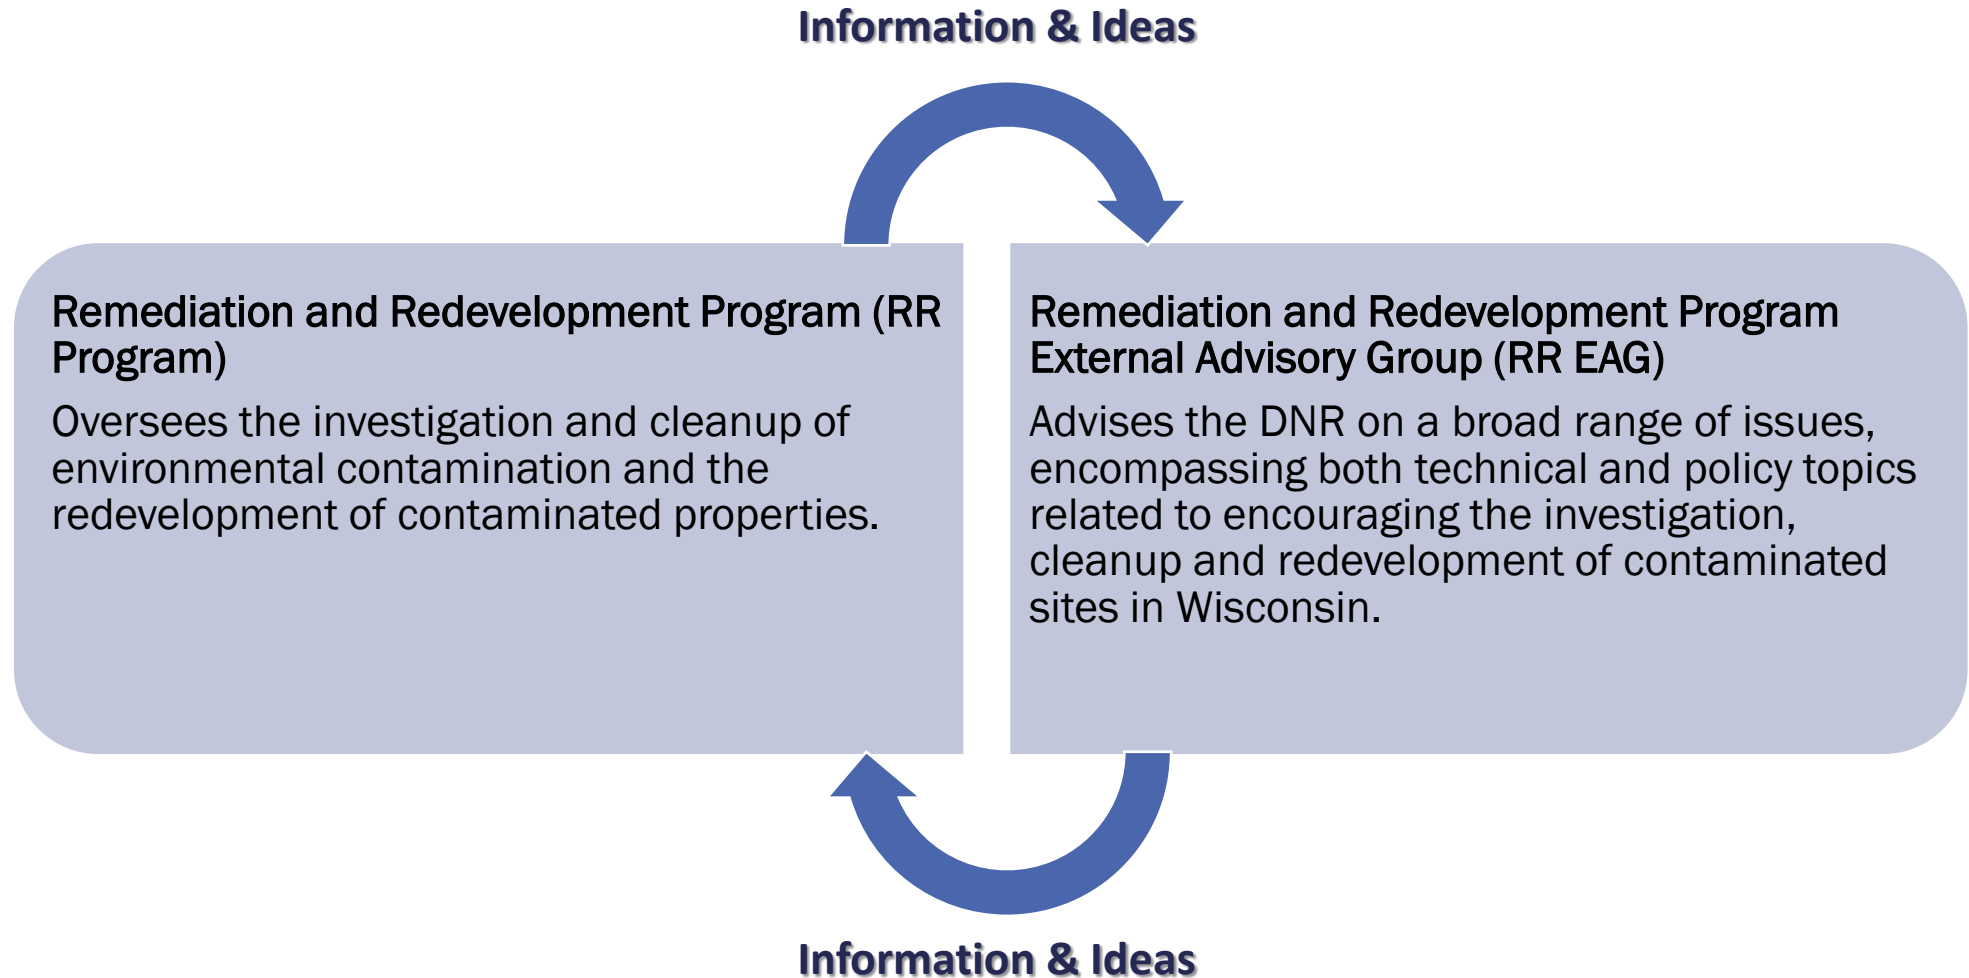 Information & Ideas
Remediation and Redevelopment Program (RR
Program)
Oversees the investigation and cleanup of
environmental contamination and the
redevelopment of contaminated properties.
Remediation and Redevelopment Program
External Advisory Group (RR EAG)
Advises the DNR on a broad range of issues,
encompassing both technical and policy topics
related to encouraging the investigation,
cleanup and redevelopment of contaminated
sites in Wisconsin.
Information & Ideas